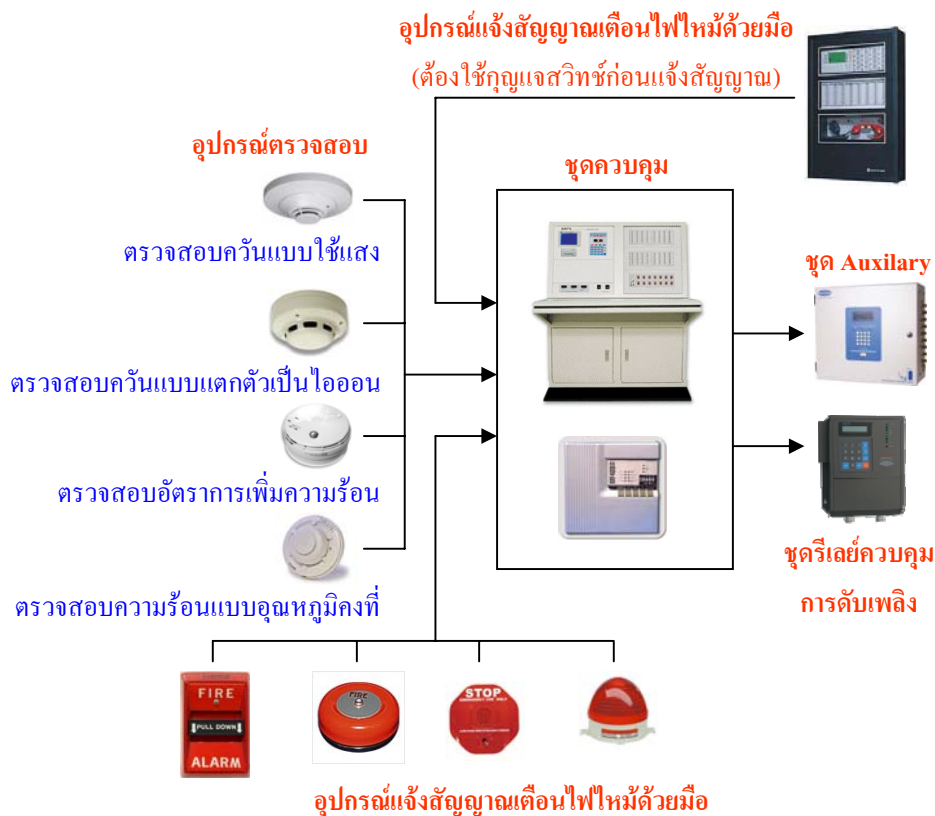 อุปกรณ์แจ้งสัญญาณเตือนไฟไหม้ด้วยมือ
(ต้องใช้กุญแจสวิทช์ก่อนแจ้งสัญญาณ)
อุปกรณ์ตรวจสอบ
ชุดควบคุม
ตรวจสอบควันแบบใช้แสง
ชุด Auxilary
ตรวจสอบควันแบบแตกตัวเป็นไอออน
ตรวจสอบอัตราการเพิ่มความร้อน
ชุดรีเลย์ควบคุม
การดับเพลิง
ตรวจสอบความร้อนแบบอุณหภูมิคงที่
FIRE
PULL DOWN
ALARM
FIRE
STOP
อุปกรณ์แจ้งสัญญาณเตือนไฟไหม้ด้วยมือ